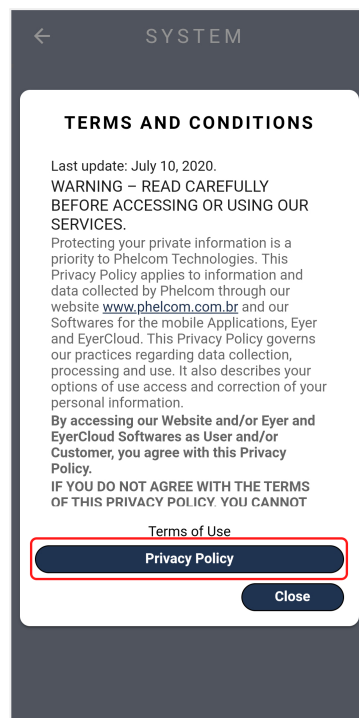 SYSTEM
TERMS AND CONDITIONS
Last update: July 10, 2020.
WARNING – READ CAREFULLY
BEFORE ACCESSING OR USING OUR
SERVICES.
Protecting your private information is a
priority to Phelcom Technologies. This
Privacy Policy applies to information and
data collected by Phelcom through our
website www.phelcom.com.br and our
Softwares for the mobile Applications, Eyer
and EyerCloud. This Privacy Policy governs
our practices regarding data collection,
processing and use. It also describes your
options of use access and correction of your
personal information.
By accessing our Website and/or Eyer and
EyerCloud Softwares as User and/or
Customer, you agree with this Privacy
Policy.
IF YOU DO NOT AGREE WITH THE TERMS
OF THIS PRIVACY POLICY, YOU CANNOT
Terms of Use
Privacy Policy
Close